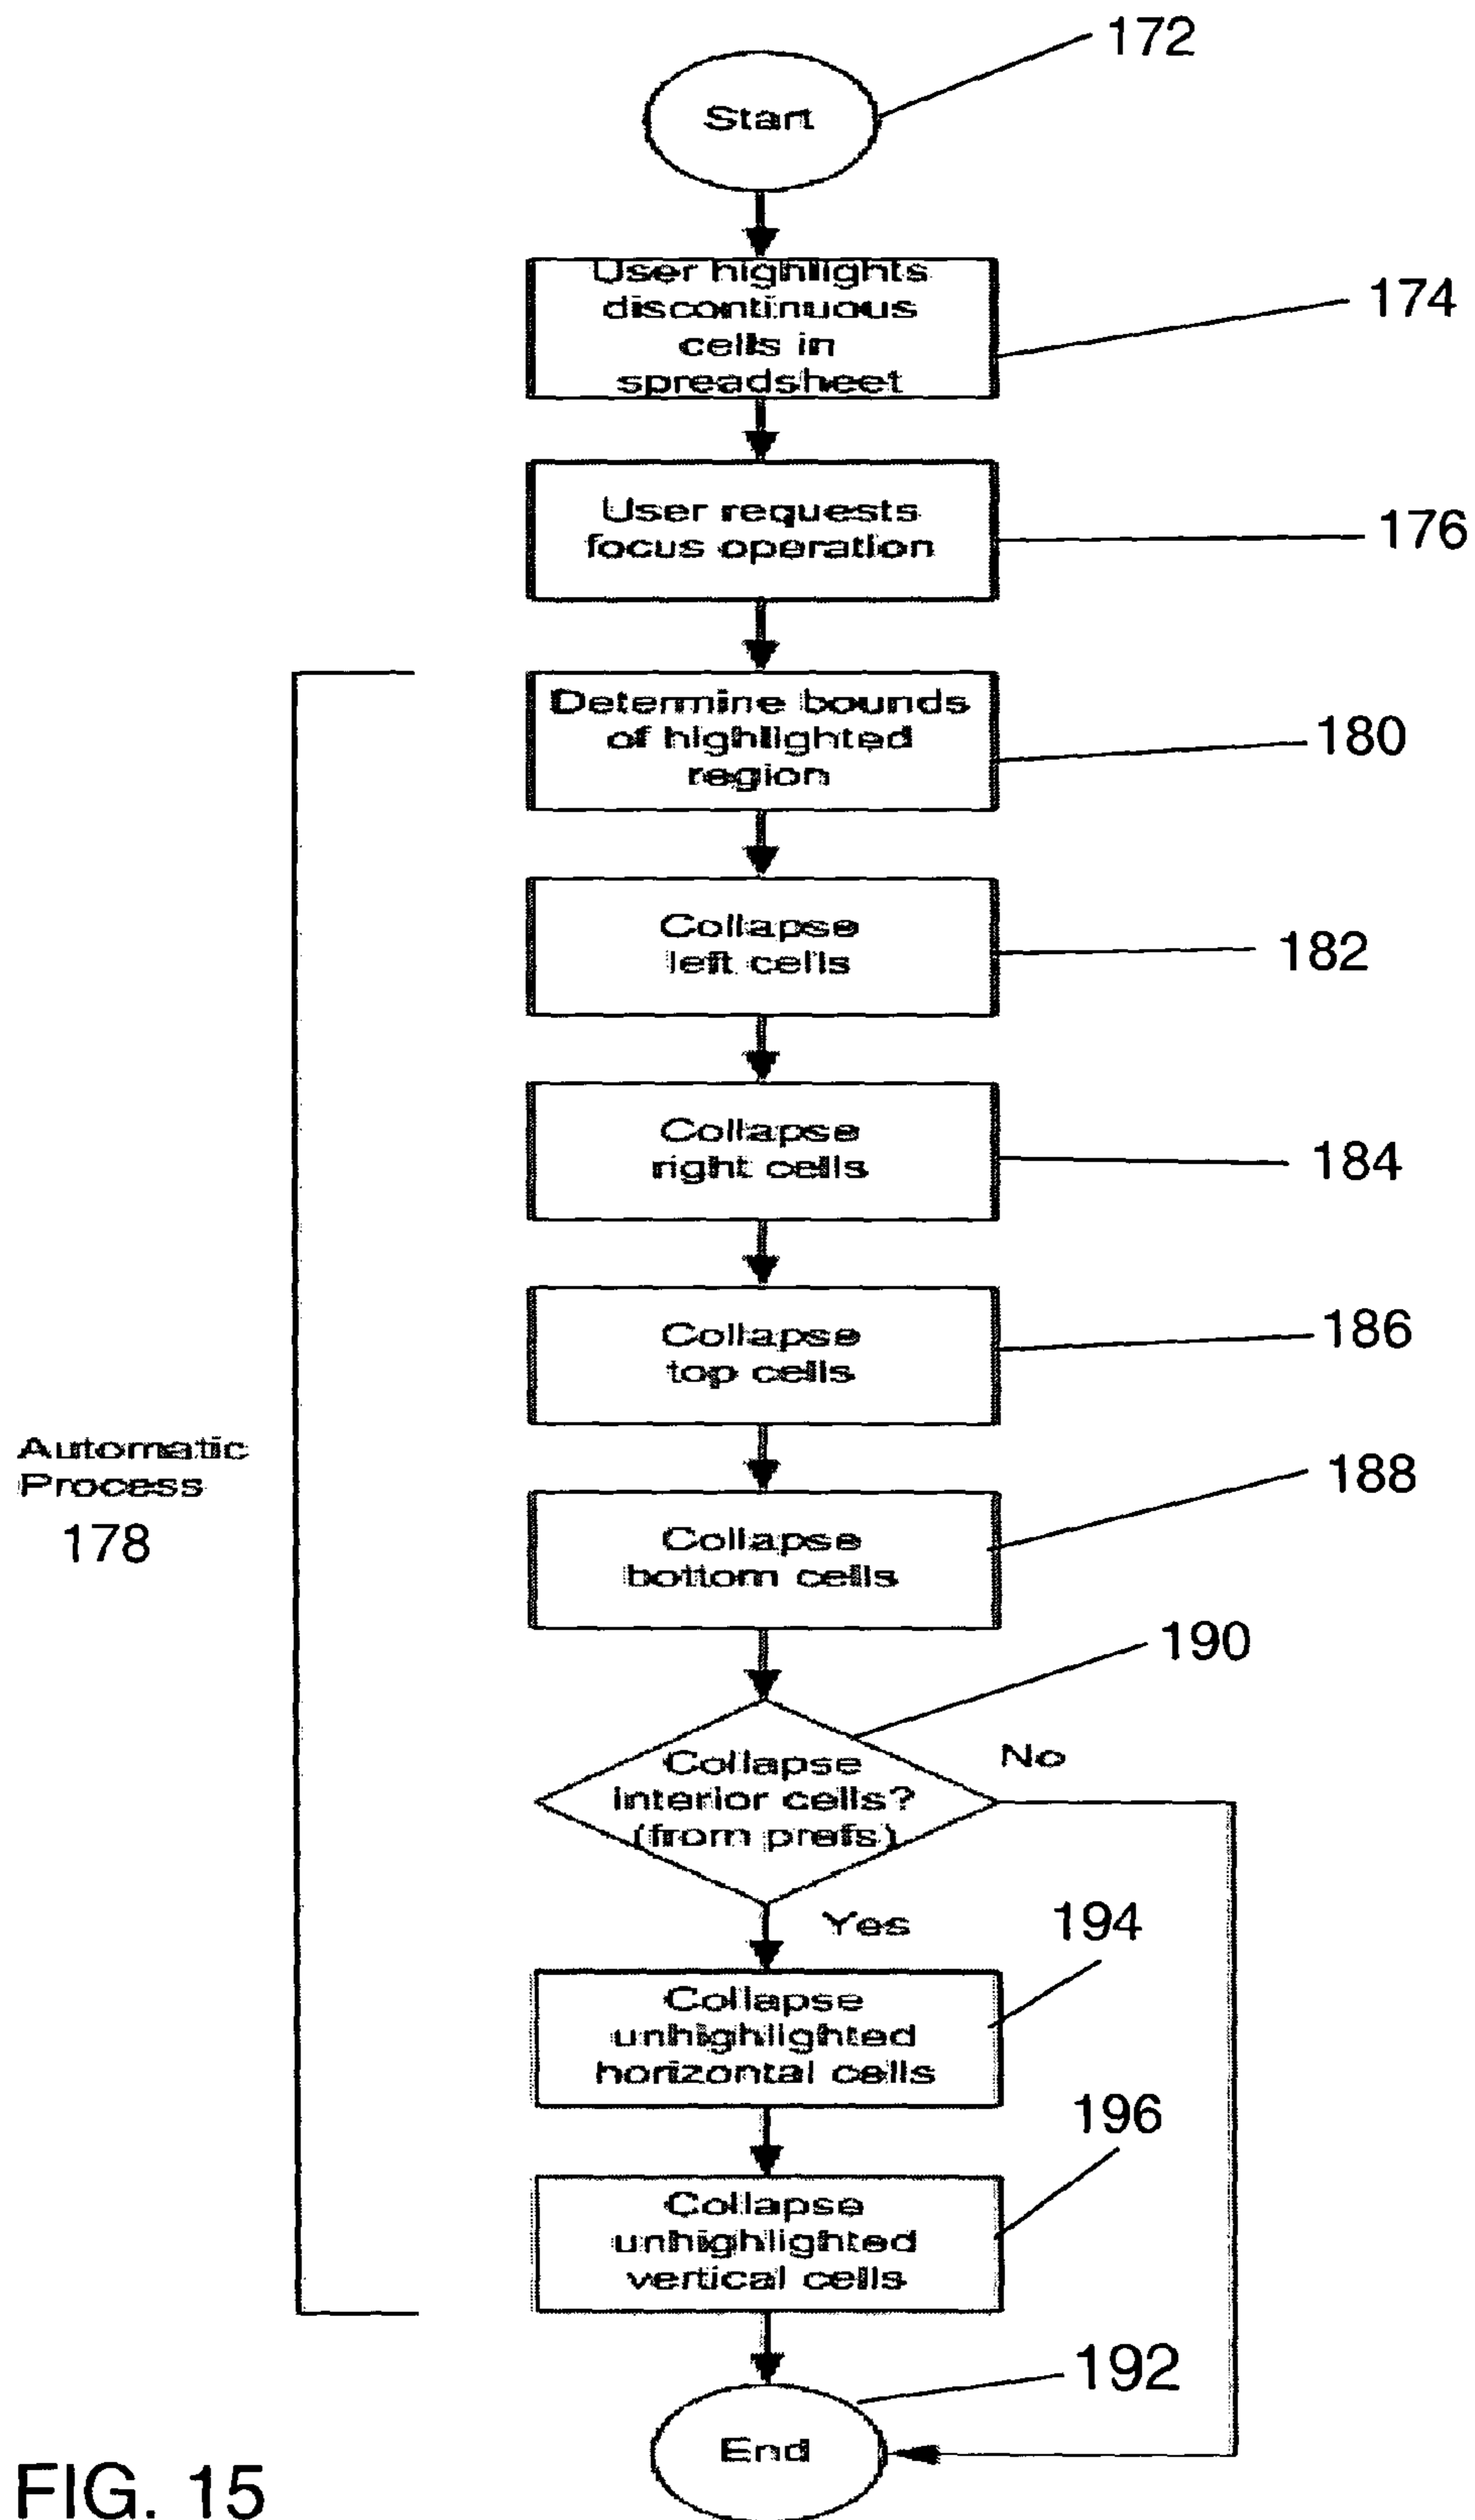 172
Start
User highlights
discontinuous
cells in
spreadsheet
174
User requests
focus operation
176
Determine bounds
of highlighted
region
180
Collapse
left cells
182
Collapse
right cells
184
Collapse
top cells
186
Automatic
Process
178
Collapse
bottom cells
188
190
Collapse
interior cells?
(from prefs)
No
Yes
194
Collapse
unhighlighted
horizontal cells
196
Collapse
unhighlighted
vertical cells
192
End
FIG. 15